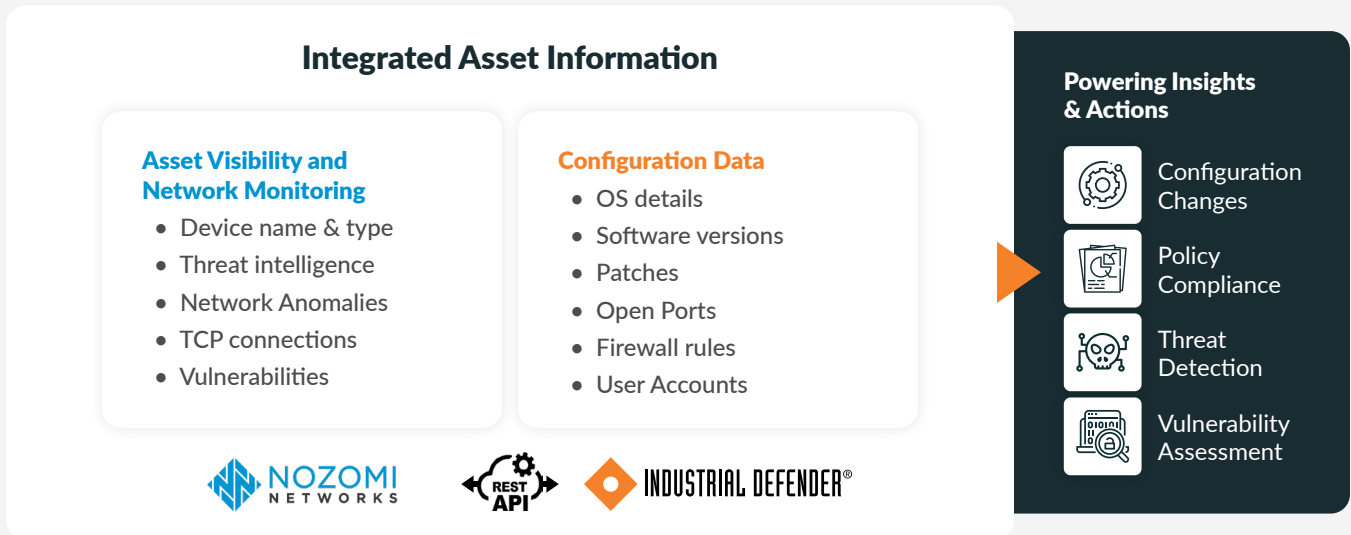 Integrated Asset Information
Asset Visibility and
Network Monitoring
• Device name & type
• Threat intelligence
• Network Anomalies
• TCP connections
• Vulnerabilities
Configuration Data
• OS details
• Software versions
• Patches
• Open Ports
• Firewall rules
• User Accounts
NOZOMI
NETWORKS
REST
API
INDUSTRIAL DEFENDER®
Powering Insights
& Actions
Configuration
Changes
Policy
Compliance
Threat
Detection
Vulnerability
Assessment